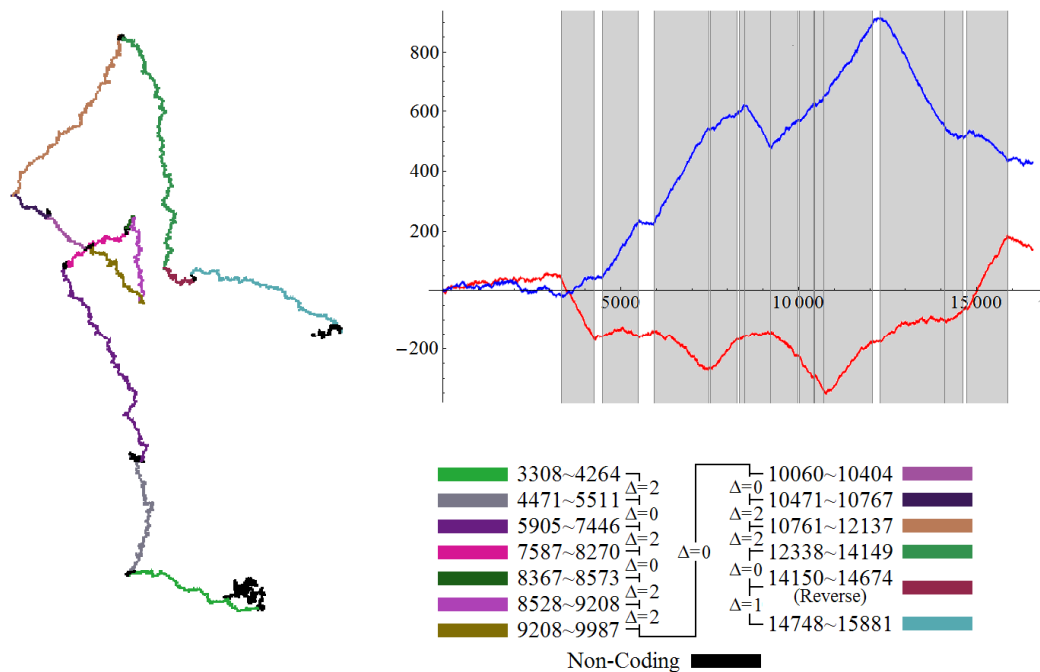 800
600
400
200
5000
10 000
15 000
−200
3308~4264
Δ=2
4471~5511
Δ=0
5905~7446
Δ=2
7587~8270
Δ=0
8367~8573
Δ=2
8528~9208
Δ=2
9208~9987
Δ=0
10060~10404
Δ=0
10471~10767
Δ=2
10761~12137
Δ=2
12338~14149
Δ=0
14150~14674
(Reverse)
Δ=1
14748~15881
Non-Coding